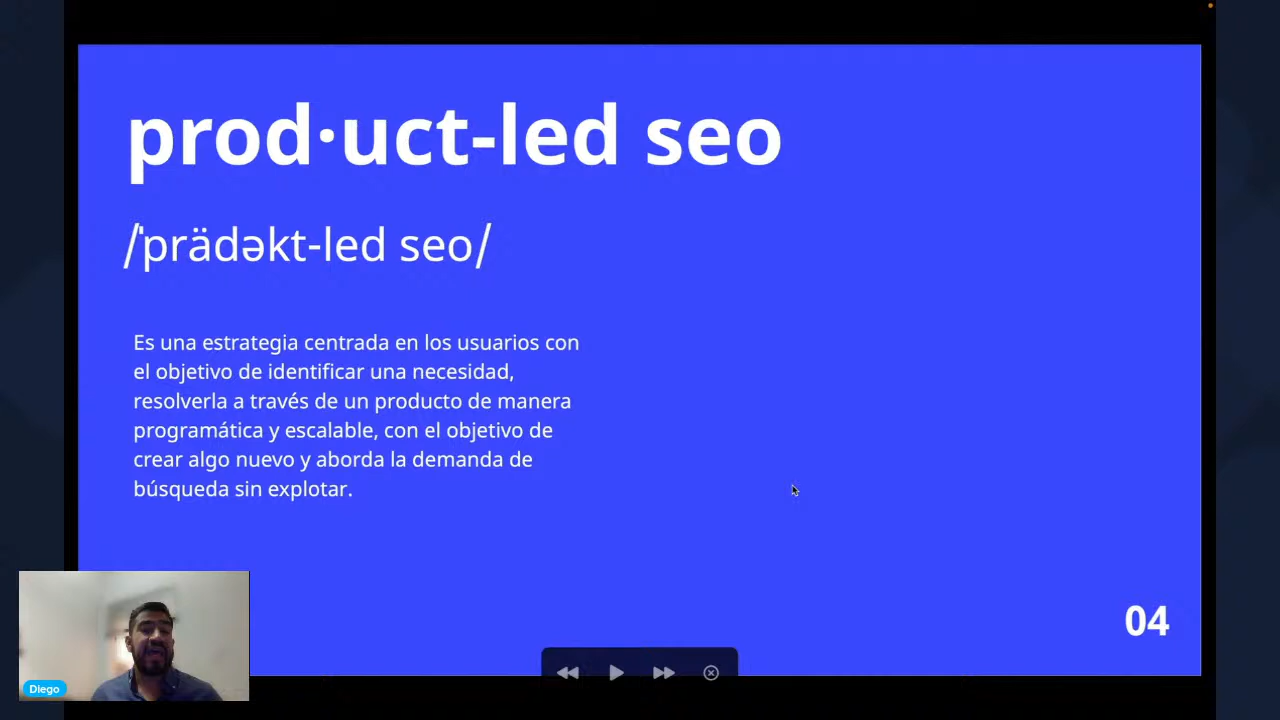 prod·uct-led seo
/ˈprädəkt-led seo/
Es una estrategia centrada en los usuarios con
el objetivo de identificar una necesidad,
resolverla a través de un producto de manera
programática y escalable, con el objetivo de
crear algo nuevo y aborda la demanda de
búsqueda sin explotar.
04
Diego